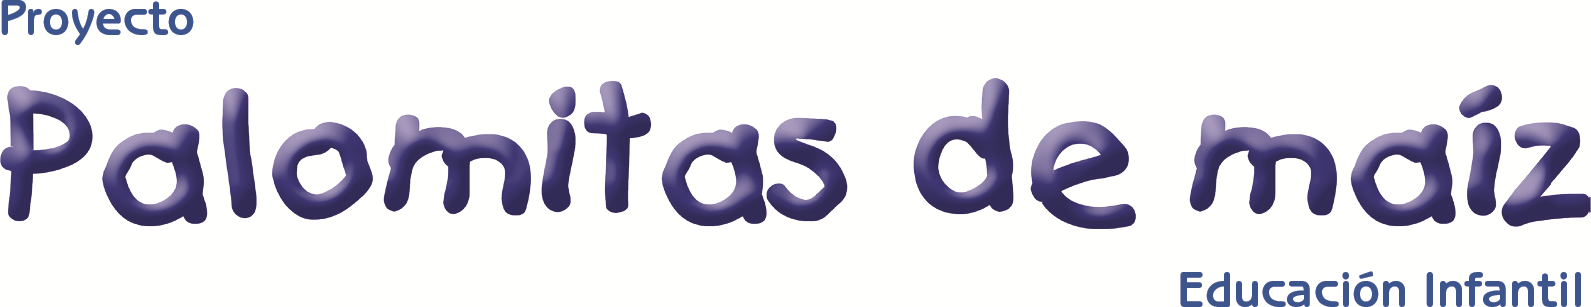 Proyecto
Palomitas de maíz
Educación Infantil